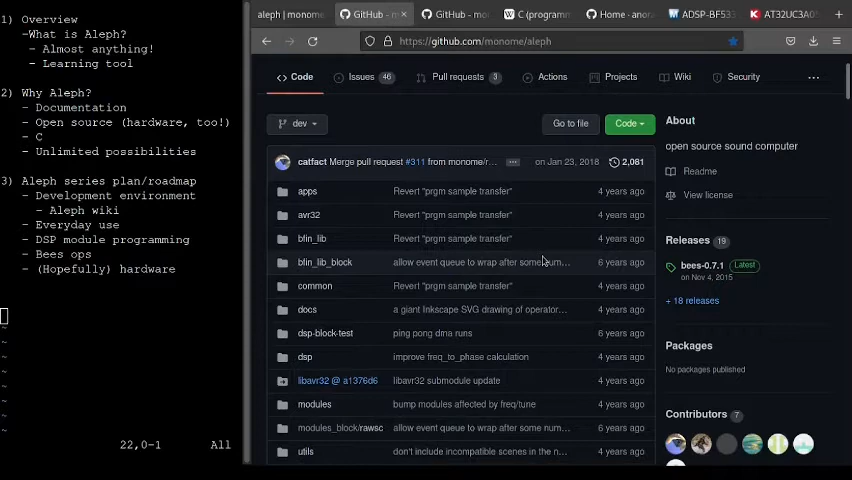 1) Overview
-What is Aleph?
- Almost anything!
- Learning tool
2) Why Aleph?
- Documentation
- Open source (hardware, too!)
- C
- Unlimited possibilities
3) Aleph series plan/roadmap
- Development environment
- Aleph wiki
- Everyday use
- DSP module programming
- Bees ops
- (Hopefully) hardware
~
~
~
~
~
~
~
22,0-1 All
aleph | monome
GitHub - m
GitHub - mo
C (program
Home · anor
ADSP-BF53
AT32UC3A0
https://github.com/monome/aleph
Code
Issues 46
Pull requests 3
Actions
Projects
Wiki
Security
dev
Go to file
Code
catfact Merge pull request #311 from monome/r... on Jan 23, 2018 2,081
apps Revert "prgm sample transfer" 4 years ago
avr32 Revert "prgm sample transfer" 4 years ago
bfin_lib Revert "prgm sample transfer" 4 years ago
bfin_lib_block allow event queue to wrap after some num... 6 years ago
common Revert "prgm sample transfer" 4 years ago
docs a giant Inkscape SVG drawing of operator... 4 years ago
dsp-block-test ping pong dma runs 6 years ago
dsp improve freq_to_phase calculation 4 years ago
libavr32 @ a1376d6 libavr32 submodule update 4 years ago
modules bump modules affected by freq/tune 4 years ago
modules_block/rawsc allow event queue to wrap after some num... 6 years ago
utils don't include incompatible scenes in the n... 4 years ago
About
open source sound computer
Readme
View license
Releases 19
bees-0.7.1 Latest
on Nov 4, 2015
+ 18 releases
Packages
No packages published
Contributors 7